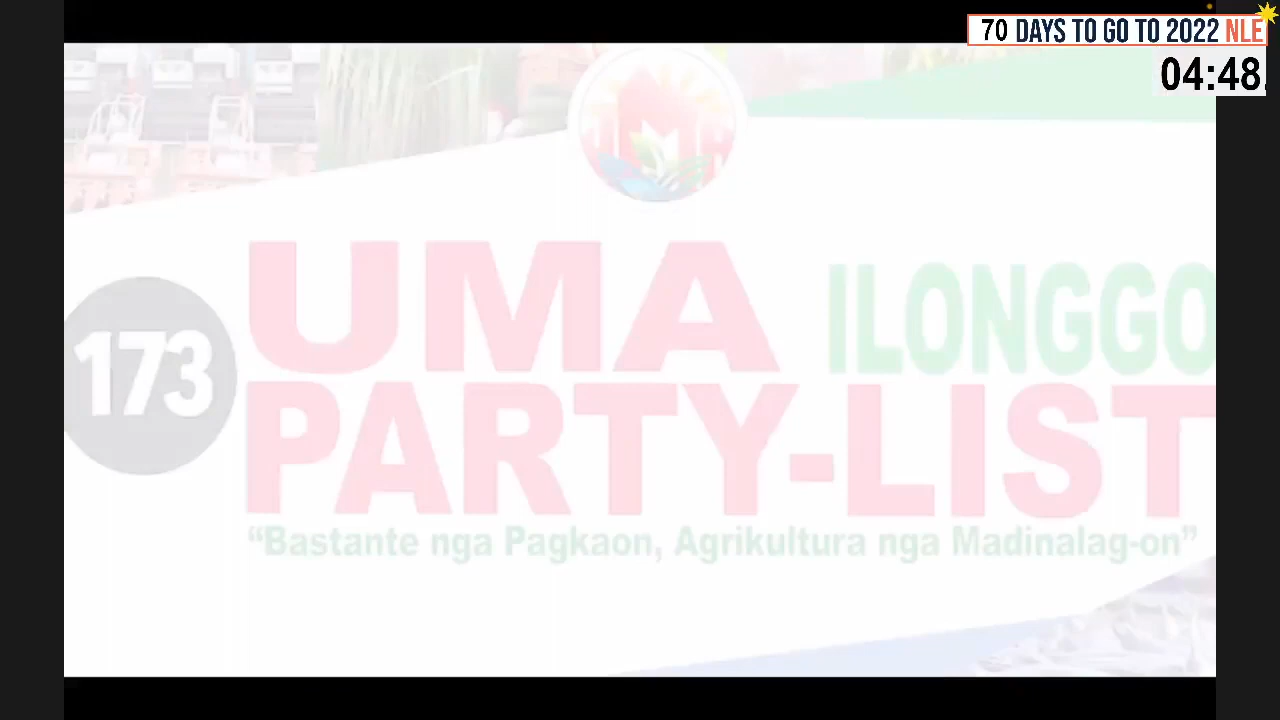 70 DAYS TO GO TO 2022 NLE
04:48
173
UMA ILONGGO
PARTY-LIST
“Bastante nga Pagkaon, Agrikultura nga Madinalag-on”